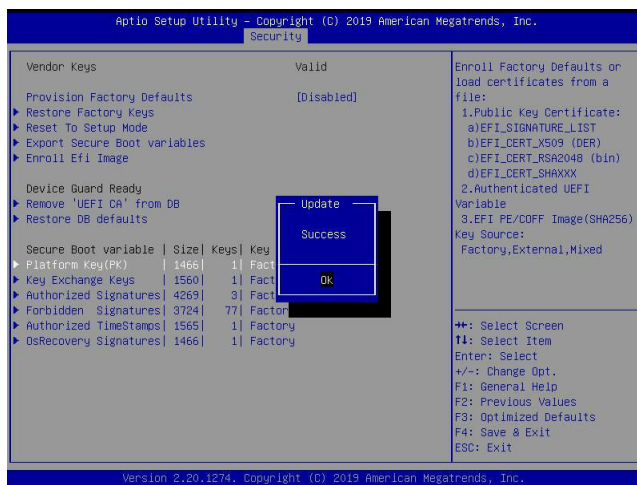 Aptio Setup Utility – Copyright (C) 2019 American Megatrends, Inc.
Security
Vendor Keys Valid
Provision Factory Defaults [Disabled]
Restore Factory Keys
Reset To Setup Mode
Export Secure Boot variables
Enroll Efi Image
Device Guard Ready
Remove 'UEFI CA' from DB
Restore DB defaults
Secure Boot variable | Size| Keys| Key
Platform Key(PK) | 1466| 1| Fact
Key Exchange Keys | 1560| 1| Fact
Authorized Signatures| 4269| 3| Fact
Forbidden Signatures| 3724| 77| Factor
Authorized TimeStamps| 1565| 1| Factory
OsRecovery Signatures| 1466| 1| Factory
Update
Success
Ok
Enroll Factory Defaults or
load certificates from a
file:
1.Public Key Certificate:
a)EFI_SIGNATURE_LIST
b)EFI_CERT_X509 (DER)
c)EFI_CERT_RSA2048 (bin)
d)EFI_CERT_SHAXXX
2.Authenticated UEFI
Variable
3.EFI PE/COFF Image(SHA256)
Key Source:
Factory,External,Mixed
→←: Select Screen
↑↓: Select Item
Enter: Select
+/-: Change Opt.
F1: General Help
F2: Previous Values
F3: Optimized Defaults
F4: Save & Exit
ESC: Exit
Version 2.20.1274. Copyright (C) 2019 American Megatrends, Inc.